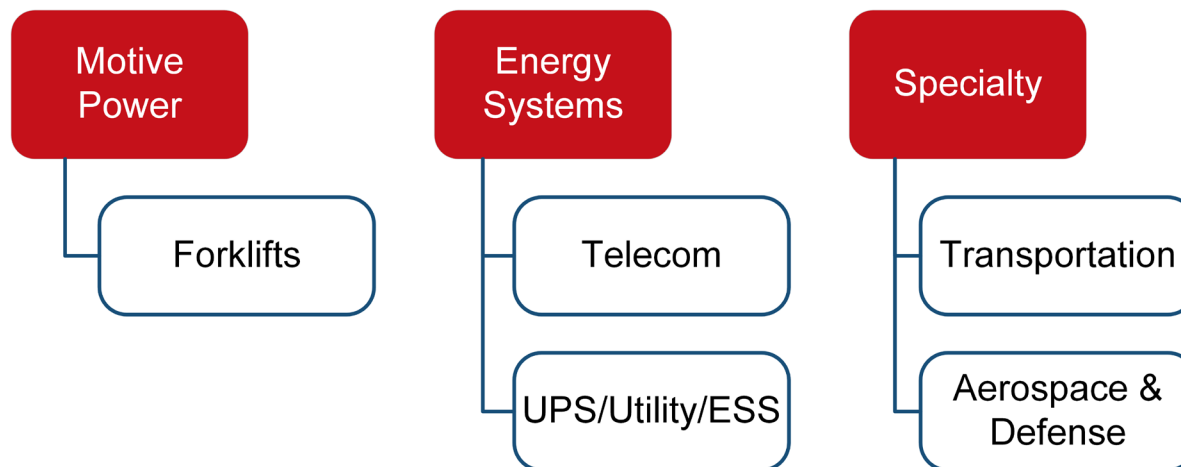 Motive
Power
Forklifts
Energy
Systems
Telecom
UPS/Utility/ESS
Specialty
Transportation
Aerospace &
Defense